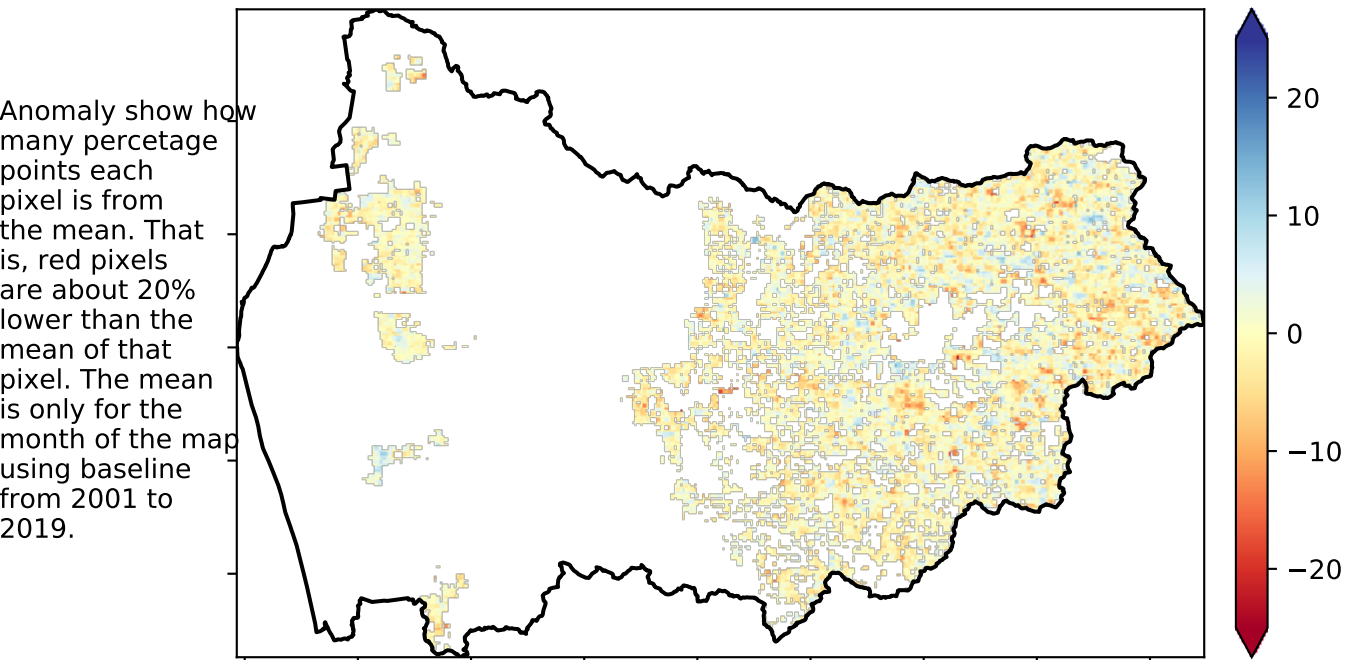 Anomaly show how
many percetage
points each
pixel is from
the mean. That
is, red pixels
are about 20%
lower than the
mean of that
pixel. The mean
is only for the
month of the map
using baseline
from 2001 to
2019.
20
10
0
−10
−20